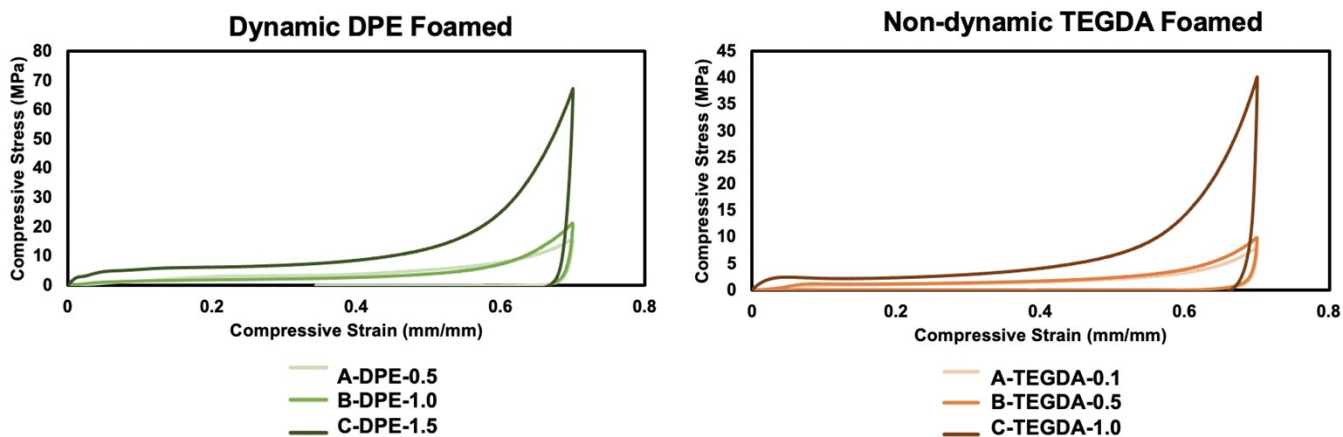 Dynamic DPE Foamed
Compressive Stress (MPa)
80
70
60
50
40
30
20
10
0
0
0.2
0.4
0.6
0.8
Compressive Strain (mm/mm)
A-DPE-0.5
B-DPE-1.0
C-DPE-1.5
Non-dynamic TEGDA Foamed
Compressive Stress (MPa)
45
40
35
30
25
20
15
10
5
0
0
0.2
0.4
0.6
0.8
Compressive Strain (mm/mm)
A-TEGDA-0.1
B-TEGDA-0.5
C-TEGDA-1.0